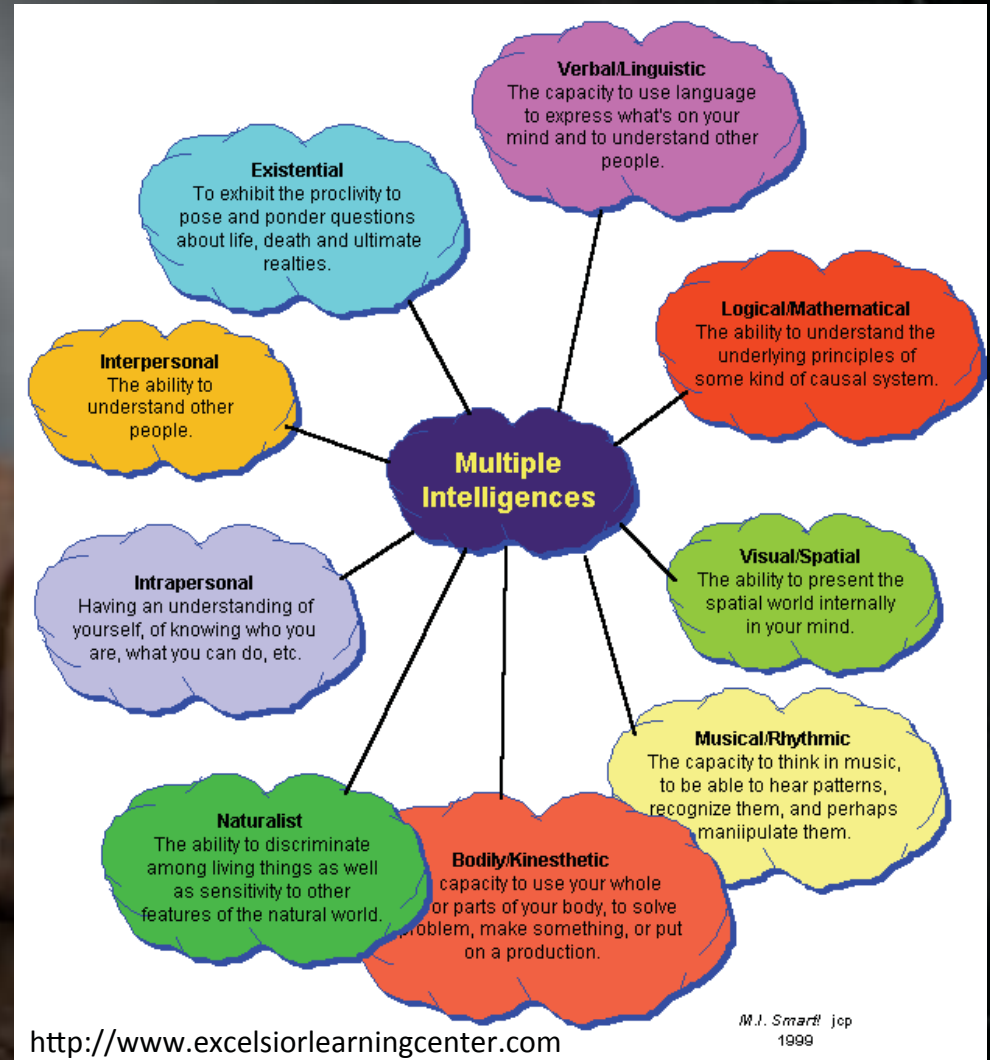 Verbal/Linguistic
The capacity to use language
to express what's on your
mind and to understand other
people.
Existential
To exhibit the proclivity to
pose and ponder questions
about life, death and ultimate
realties.
Logical/Mathematical
The ability to understand the
underlying principles of
some kind of causal system.
Interpersonal
The ability to
understand other
people.
Multiple
Intelligences
Visual/Spatial
The ability to present the
spatial world internally
in your mind.
Intrapersonal
Having an understanding of
yourself, of knowing who you
are, what you can do, etc.
Musical/Rhythmic
The capacity to think in music,
to be able to hear patterns,
recognize them, and perhaps
maniipulate them.
Naturalist
The ability to discriminate
among living things as well
as sensitivity to other
features of the natural world.
Bodily/Kinesthetic
capacity to use your whole
or parts of your body, to solve
problem, make something, or put
on a production.
M.I. Smart! jcp
1999
http://www.excelsiorlearningcenter.com